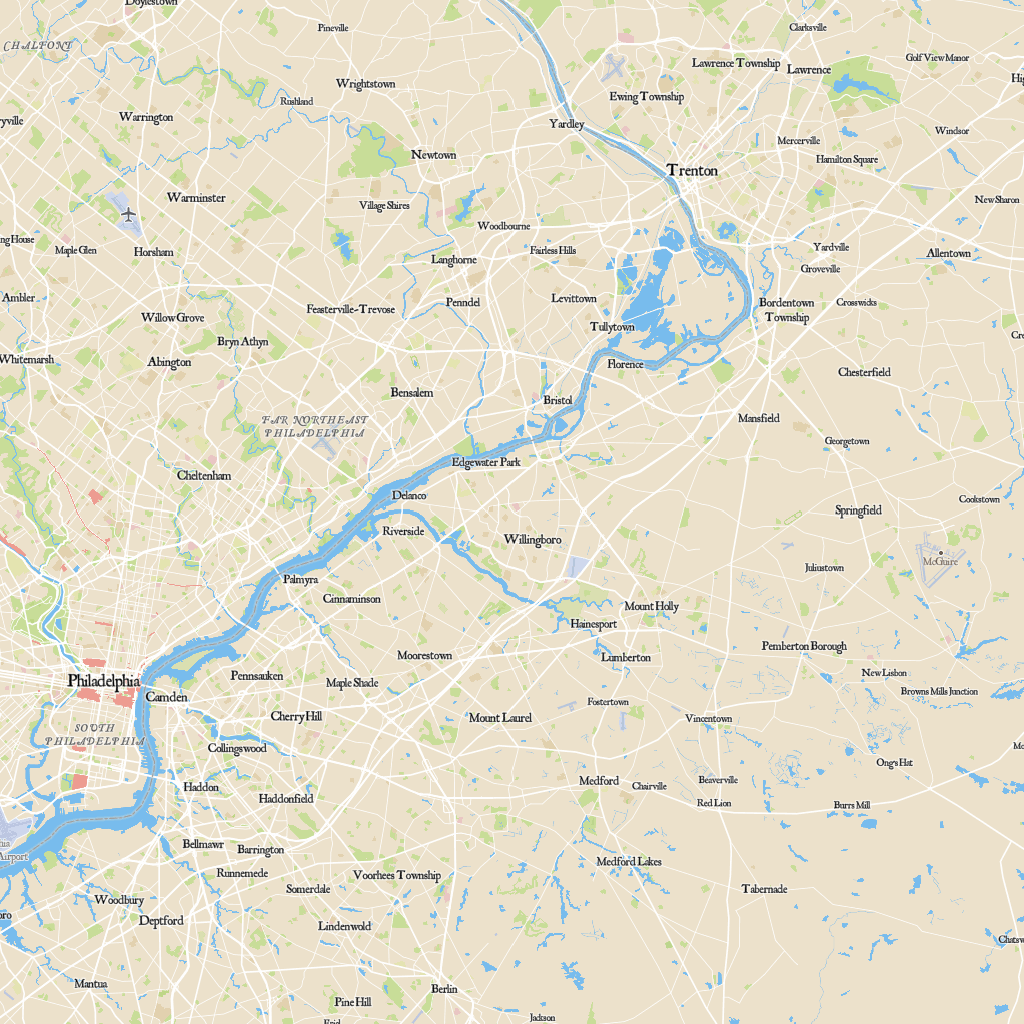 Doylestown
Pineville
Clarksville
CHALFONT
Golf View Manor
Lawrence Township
Lawrence
Wrightstown
Ewing Township
Rushland
Warrington
Yardley
Windsor
Mercerville
Newtown
Hamilton Square
Trenton
Warminster
New Sharon
Village Shires
Woodbourne
Maple Glen
Horsham
Fairless Hills
Yardville
Allentown
Langhorne
Groveville
Ambler
Penndel
Levittown
Bordentown
Township
Crosswicks
Feasterville-Trevose
Willow Grove
Tullytown
Bryn Athyn
Whitemarsh
Abington
Florence
Chesterfield
Bensalem
Bristol
FAR NORTHEAST
PHILADELPHIA
Mansfield
Georgetown
Edgewater Park
Cheltenham
Delanco
Cookstown
Springfield
Riverside
Willingboro
McGuire
Juliustown
Palmyra
Cinnaminson
Mount Holly
Hainesport
Pemberton Borough
Moorestown
Lumberton
New Lisbon
Pennsauken
Philadelphia
Maple Shade
Browns Mills Junction
Camden
Fostertown
Cherry Hill
Mount Laurel
Vincentown
SOUTH
PHILADELPHIA
Collingswood
Ong's Hat
Medford
Beaverville
Chairville
Haddon
Haddonfield
Red Lion
Burrs Mill
Bellmawr
Barrington
Airport
Medford Lakes
Runnemede
Voorhees Township
Somerdale
Tabernade
Woodbury
Deptford
Lindenwold
Mantua
Berlin
Pine Hill
Jackson